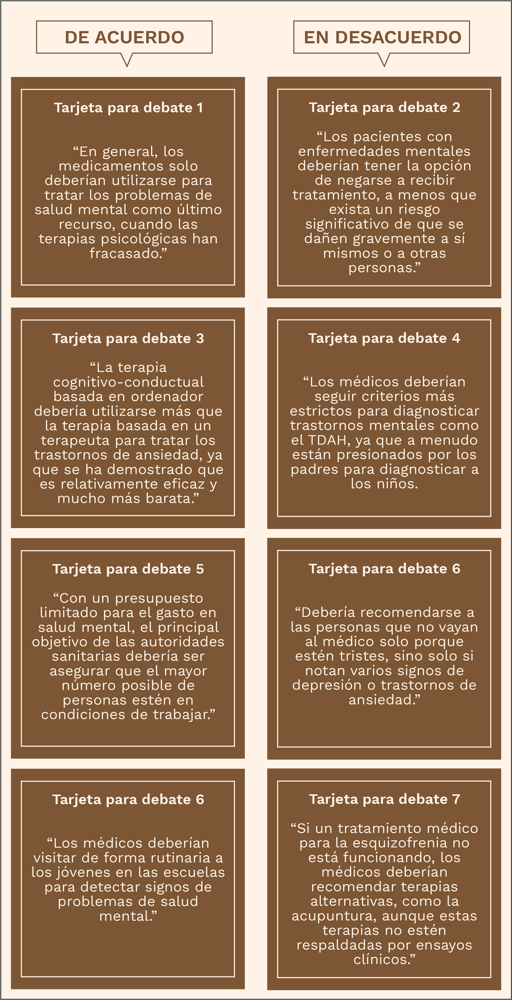 DE ACUERDO
EN DESACUERDO
Tarjeta para debate 1
“En general, los
medicamentos solo
deberían utilizarse para
tratar los problemas de
salud mental como último
recurso, cuando las
terapias psicológicas han
fracasado.”
Tarjeta para debate 2
“Los pacientes con
enfermedades mentales
deberían tener la opción
de negarse a recibir
tratamiento, a menos que
exista un riesgo
significativo de que se
dañen gravemente a sí
mismos o a otras
personas.”
Tarjeta para debate 3
“La terapia
cognitivo-conductual
basada en ordenador
debería utilizarse más que
la terapia basada en un
terapeuta para tratar los
trastornos de ansiedad, ya
que se ha demostrado que
es relativamente eficaz y
mucho más barata.”
Tarjeta para debate 4
“Los médicos deberían
seguir criterios más
estrictos para diagnosticar
trastornos mentales como
el TDAH, ya que a menudo
están presionados por los
padres para diagnosticar a
los niños.
Tarjeta para debate 5
“Con un presupuesto
limitado para el gasto en
salud mental, el principal
objetivo de las autoridades
sanitarias debería ser
asegurar que el mayor
número posible de
personas estén en
condiciones de trabajar.”
Tarjeta para debate 6
“Debería recomendarse a
las personas que no vayan
al médico solo porque
estén tristes, sino solo si
notan varios signos de
depresión o trastornos de
ansiedad.”
Tarjeta para debate 6
“Los médicos deberían
visitar de forma rutinaria a
los jóvenes en las escuelas
para detectar signos de
problemas de salud
mental.”
Tarjeta para debate 7
“Si un tratamiento médico
para la esquizofrenia no
está funcionando, los
médicos deberían
recomendar terapias
alternativas, como la
acupuntura, aunque estas
terapias no estén
respaldadas por ensayos
clínicos.”